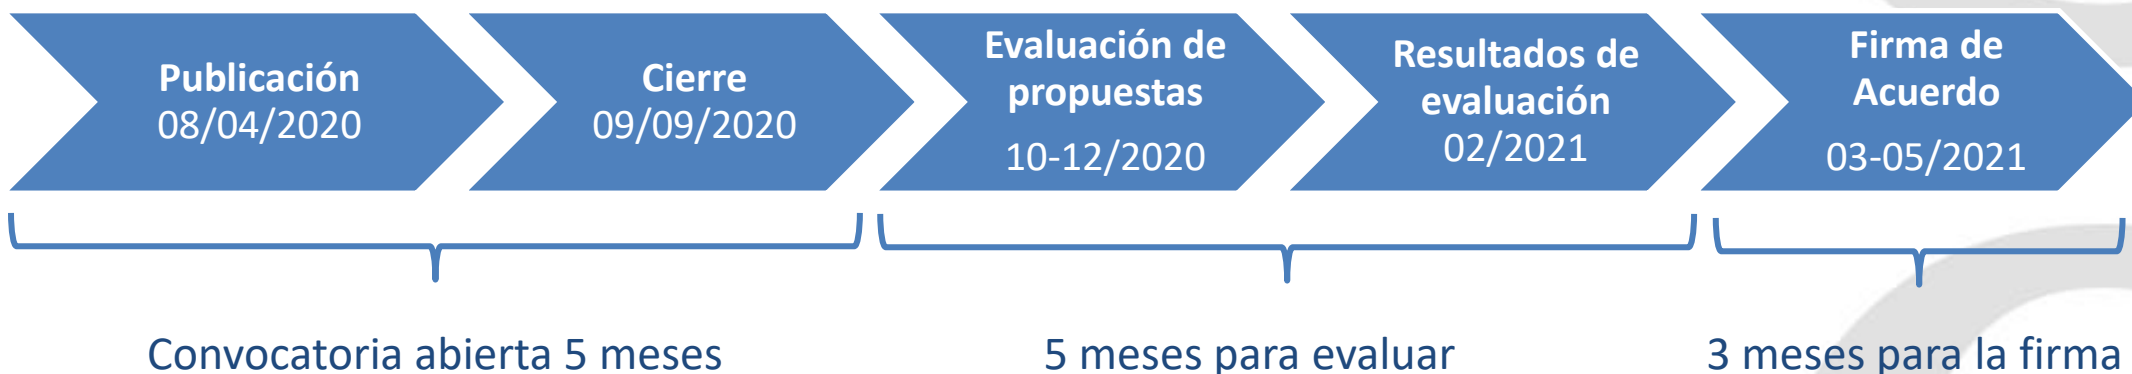 Publicación
08/04/2020
Cierre
09/09/2020
Evaluación de
propuestas
10-12/2020
Resultados de
evaluación
02/2021
Firma de
Acuerdo
03-05/2021
Convocatoria abierta 5 meses
5 meses para evaluar
3 meses para la firma